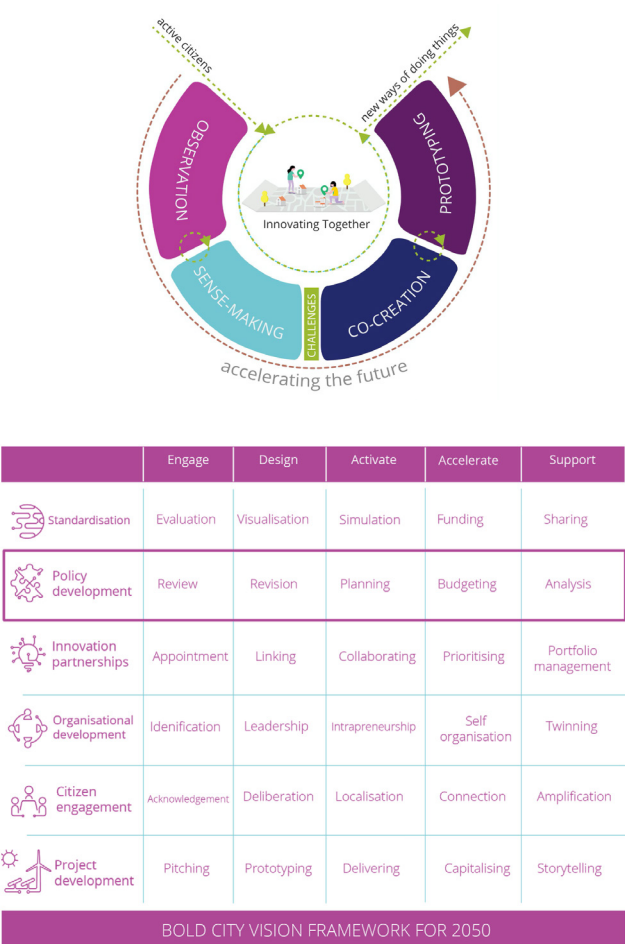 active citizens
new ways of doing things
OBSERVATION
PROTOTYPING
Innovating Together
SENSE-MAKING
CHALLENGES
CO-CREATION
accelerating the future
Engage Design Activate Accelerate Support
Standardisation Evaluation Visualisation Simulation Funding Sharing
Policy
development Review Revision Planning Budgeting Analysis
Innovation
partnerships Appointment Linking Collaborating Prioritising Portfolio
management
Organisational
development Idenification Leadership Intrapreneurship Self
organisation Twinning
Citizen
engagement Acknowledgement Deliberation Localisation Connection Amplification
Project
development Pitching Prototyping Delivering Capitalising Storytelling
BOLD CITY VISION FRAMEWORK FOR 2050